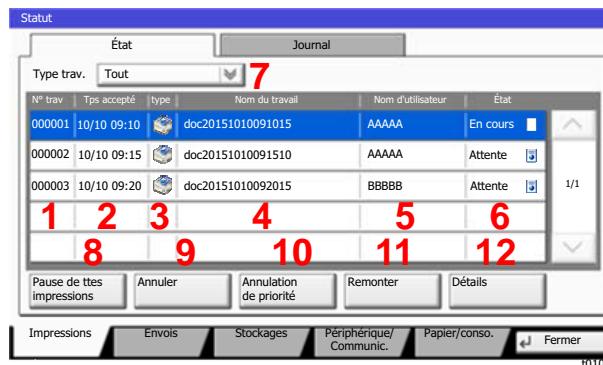 Statut
État Journal
Type trav. Tout 7
N° trav Tps accepté type Nom du travail Nom d'utilisateur État
000001 10/10 09:10 doc20151010091015 AAAAA En cours
000002 10/10 09:15 doc20151010091510 AAAAA Attente
000003 10/10 09:20 doc20151010092015 BBBBB Attente 1/1
1 2 3 4 5 6
8 9 10 11 12
Pause de ttes Annuler Annulation Remonter Détails
impressions de priorité
Impressions Envois Stockages Périphérique/ Papier/conso.
Communic. Fermer